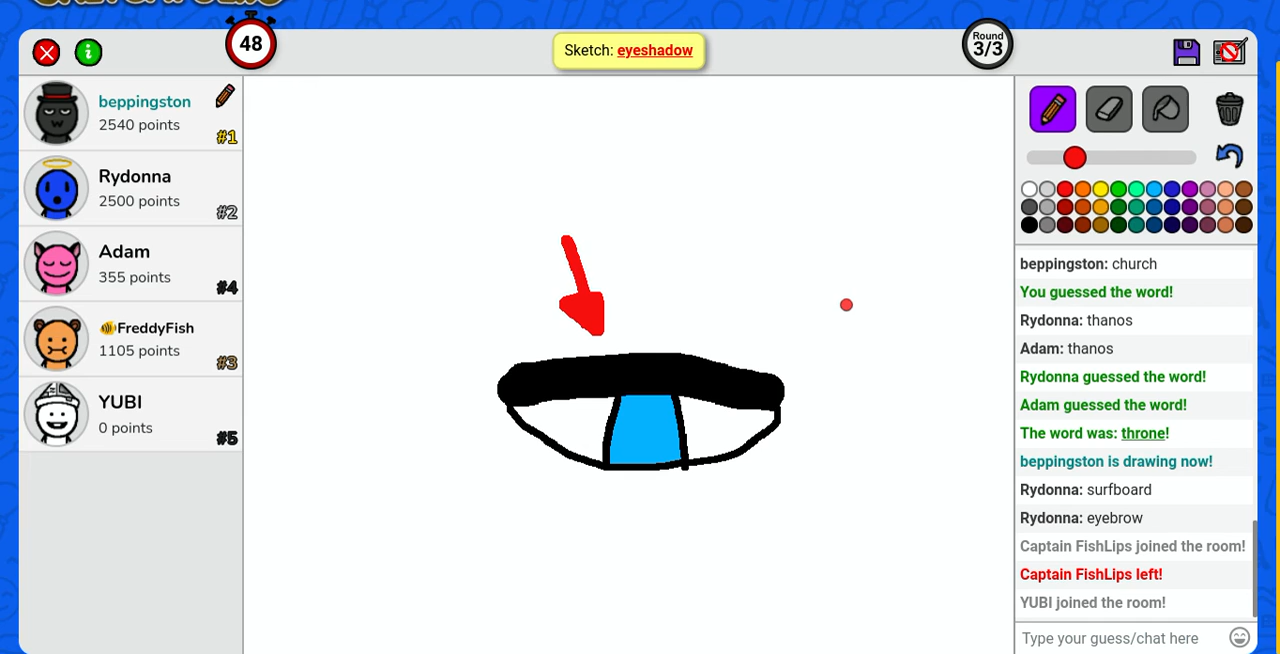 48
Sketch: eyeshadow
Round
3/3
beppingston
2540 points
#1
Rydonna
2500 points
#2
Adam
355 points
#4
🐠FreddyFish
1105 points
#3
YUBI
0 points
#5
beppingston: church
You guessed the word!
Rydonna: thanos
Adam: thanos
Rydonna guessed the word!
Adam guessed the word!
The word was: throne!
beppingston is drawing now!
Rydonna: surfboard
Rydonna: eyebrow
Captain FishLips joined the room!
Captain FishLips left!
YUBI joined the room!
Type your guess/chat here